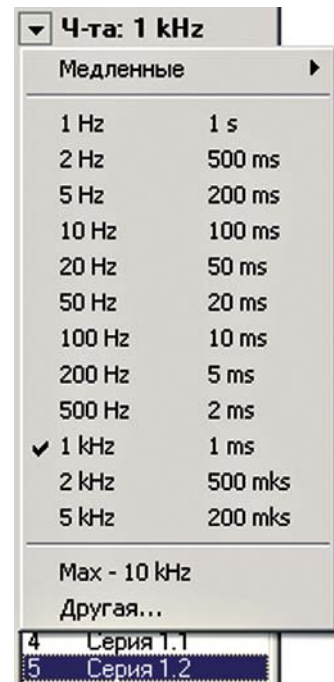 Ч-та: 1 kHz
Медленные
1 Hz 1 s
2 Hz 500 ms
5 Hz 200 ms
10 Hz 100 ms
20 Hz 50 ms
50 Hz 20 ms
100 Hz 10 ms
200 Hz 5 ms
500 Hz 2 ms
1 kHz 1 ms
2 kHz 500 mks
5 kHz 200 mks
Max - 10 kHz
Другая...
4 Серия 1.1
5 Серия 1.2